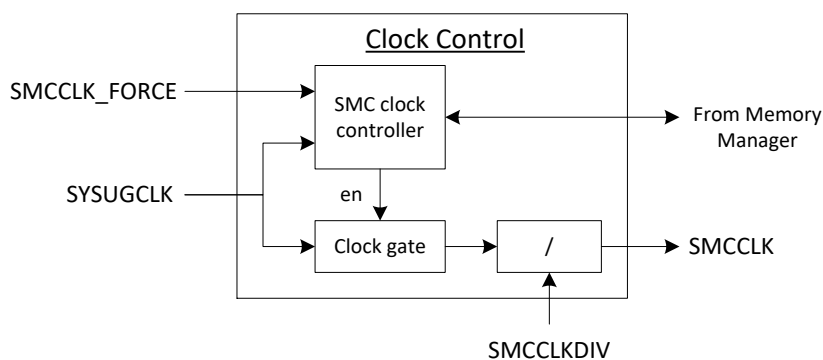 Clock Control
SMCCLK_FORCE
SMC clock
controller
From Memory
Manager
SYSUGCLK
en
Clock gate
/
SMCCLK
SMCCLKDIV